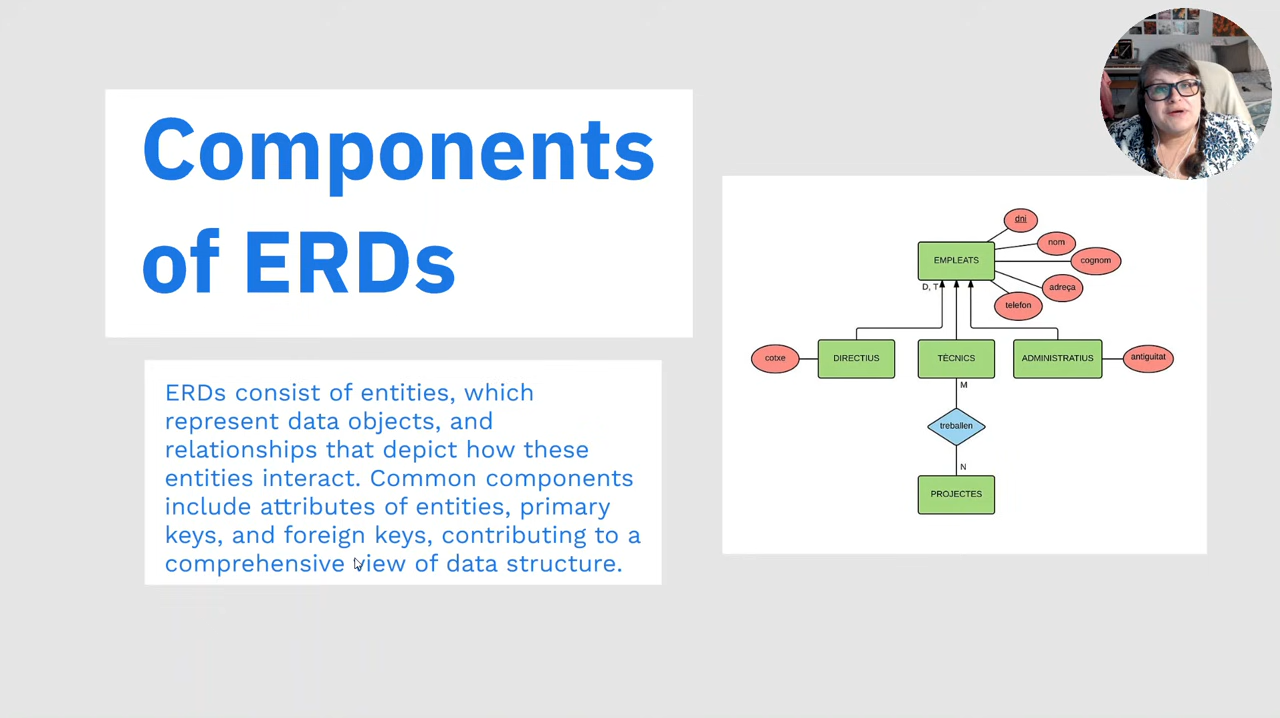 Components
of ERDs
ERDs consist of entities, which
represent data objects, and
relationships that depict how these
entities interact. Common components
include attributes of entities, primary
keys, and foreign keys, contributing to a
comprehensive view of data structure.
dni
nom
EMPLEATS
cognom
D, T
adreça
telefon
cotxe
DIRECTIUS
TÈCNICS
ADMINISTRATIUS
antiguitat
M
treballen
N
PROJECTES